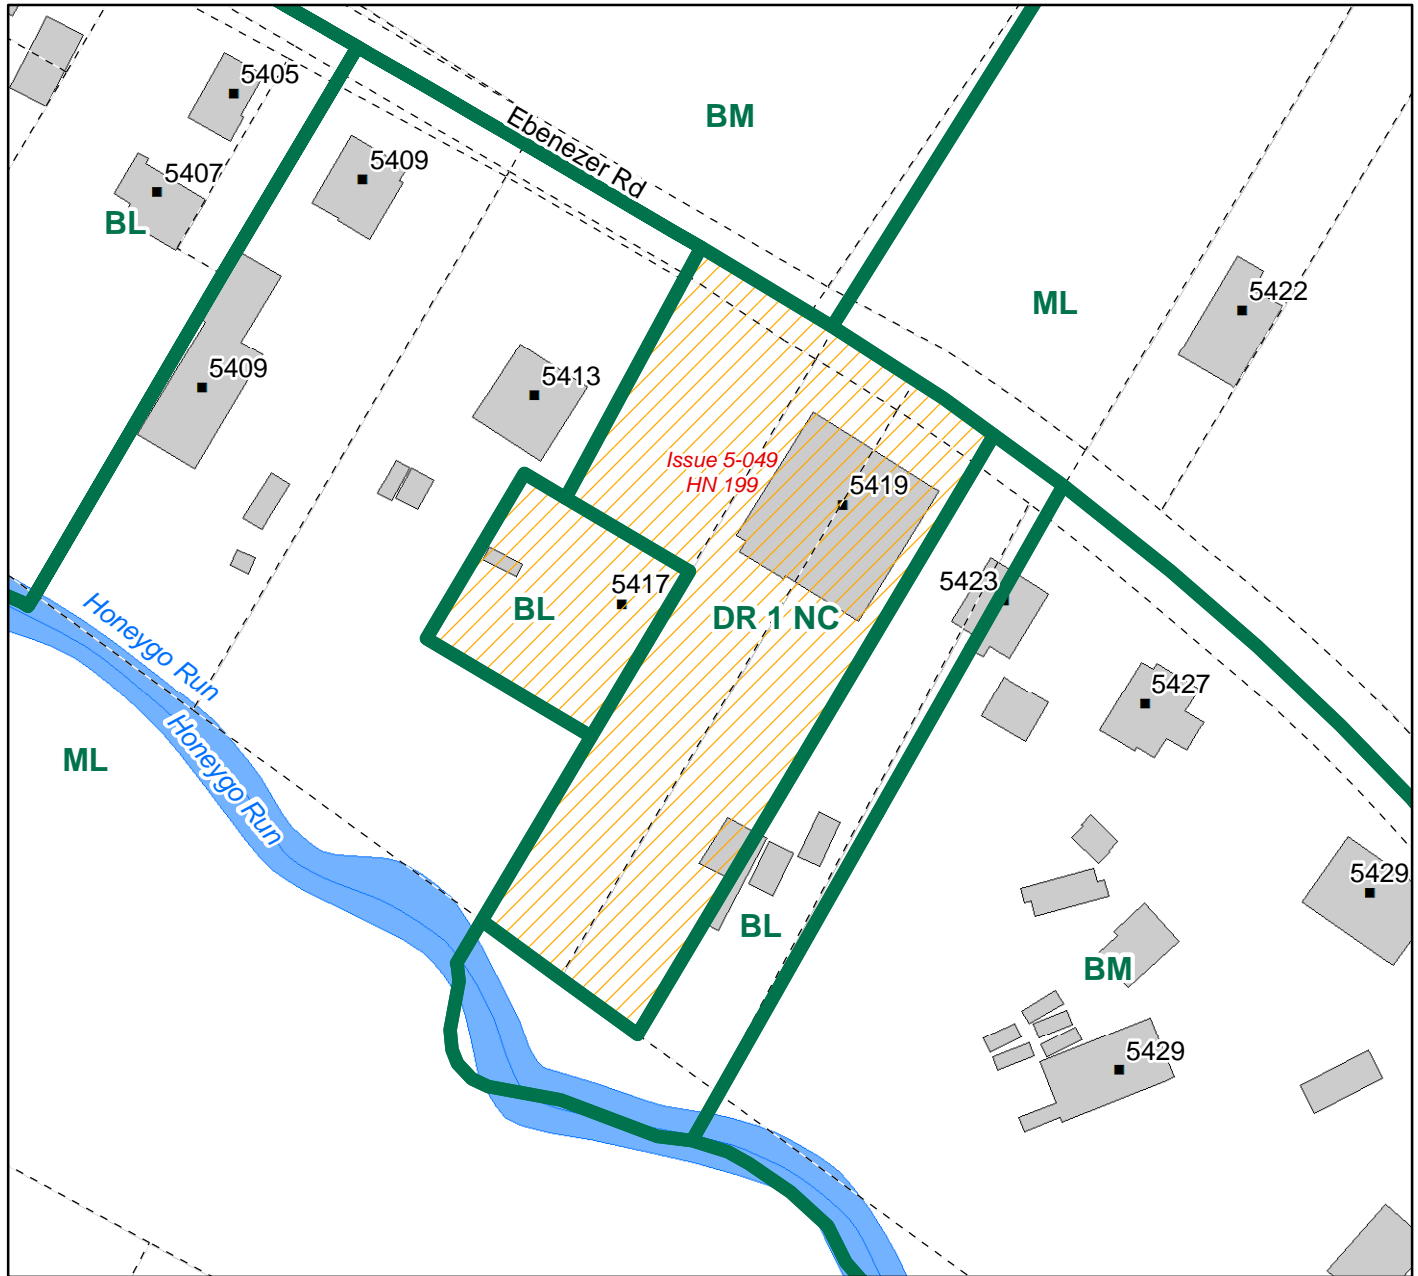 5405
BM
Ebenezer Rd
5409
5407
BL
5422
ML
5409
5413
Issue 5-049
HN 199
5419
5423
5417
BL
DR 1 NC
Honeygo Run
5427
Honeygo Run
ML
5429
BL
BM
5429